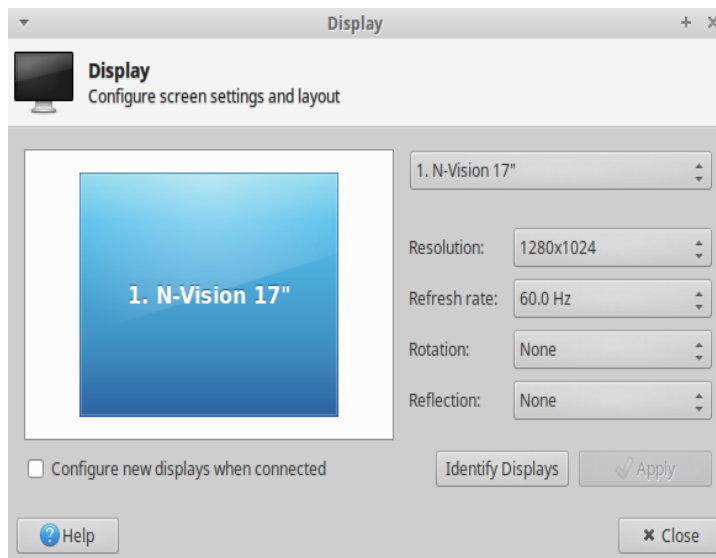 Display
Display
Configure screen settings and layout
1. N-Vision 17"
1. N-Vision 17"
Resolution: 1280x1024
Refresh rate: 60.0 Hz
Rotation: None
Reflection: None
Configure new displays when connected
Identify Displays
Apply
Help
Close